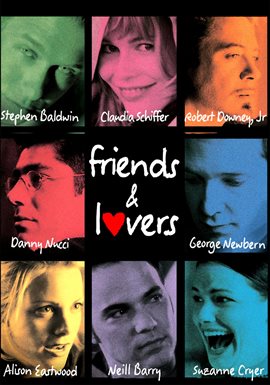 Stephen Baldwin
Claudia Schiffer
Robert Downey, Jr
friends
&
lovers
Danny Nucci
George Newbern
Alison Eastwood
Neill Barry
Suzanne Cryer